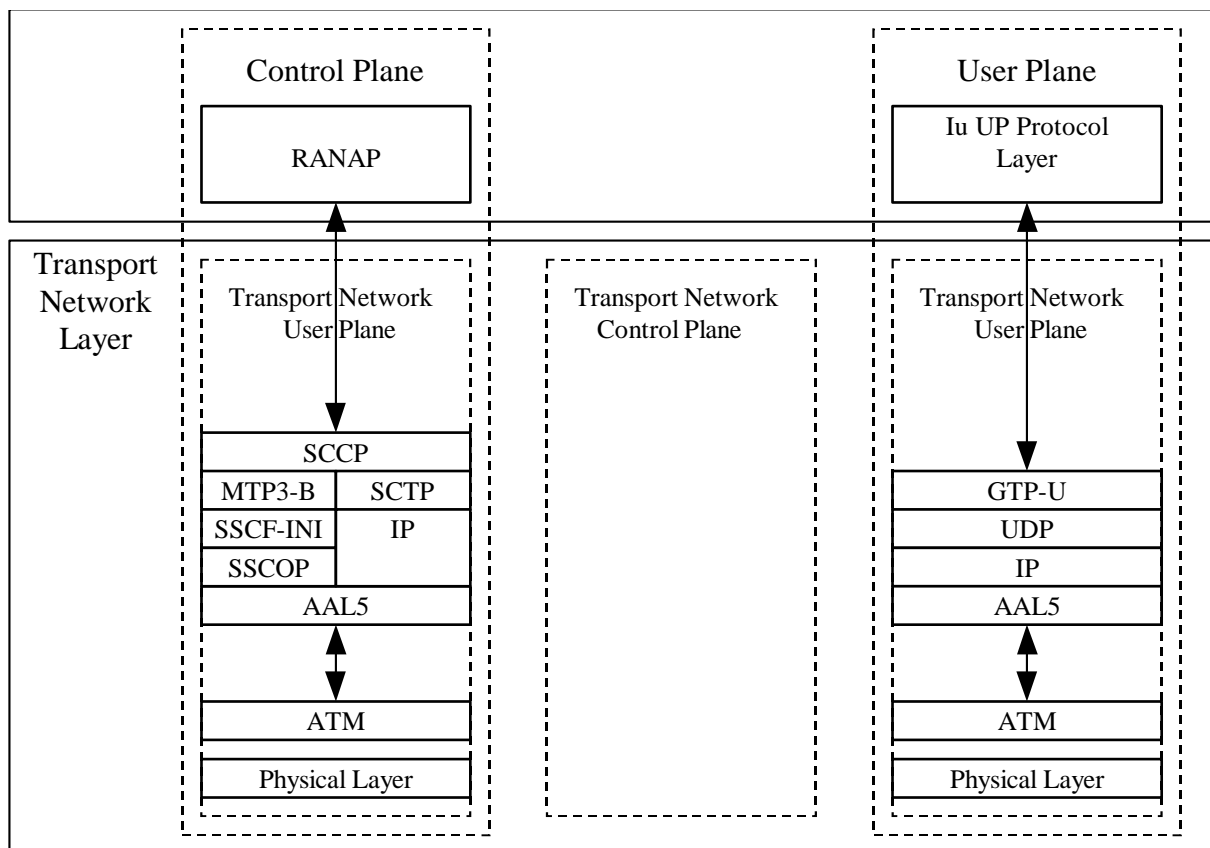 Control Plane
User Plane
RANAP
Iu UP Protocol
Layer
Transport
Network
Layer
Transport Network
User Plane
Transport Network
Control Plane
Transport Network
User Plane
SCCP
MTP3-B
SCTP
SSCF-INI
IP
SSCOP
AAL5
ATM
Physical Layer
GTP-U
UDP
IP
AAL5
ATM
Physical Layer